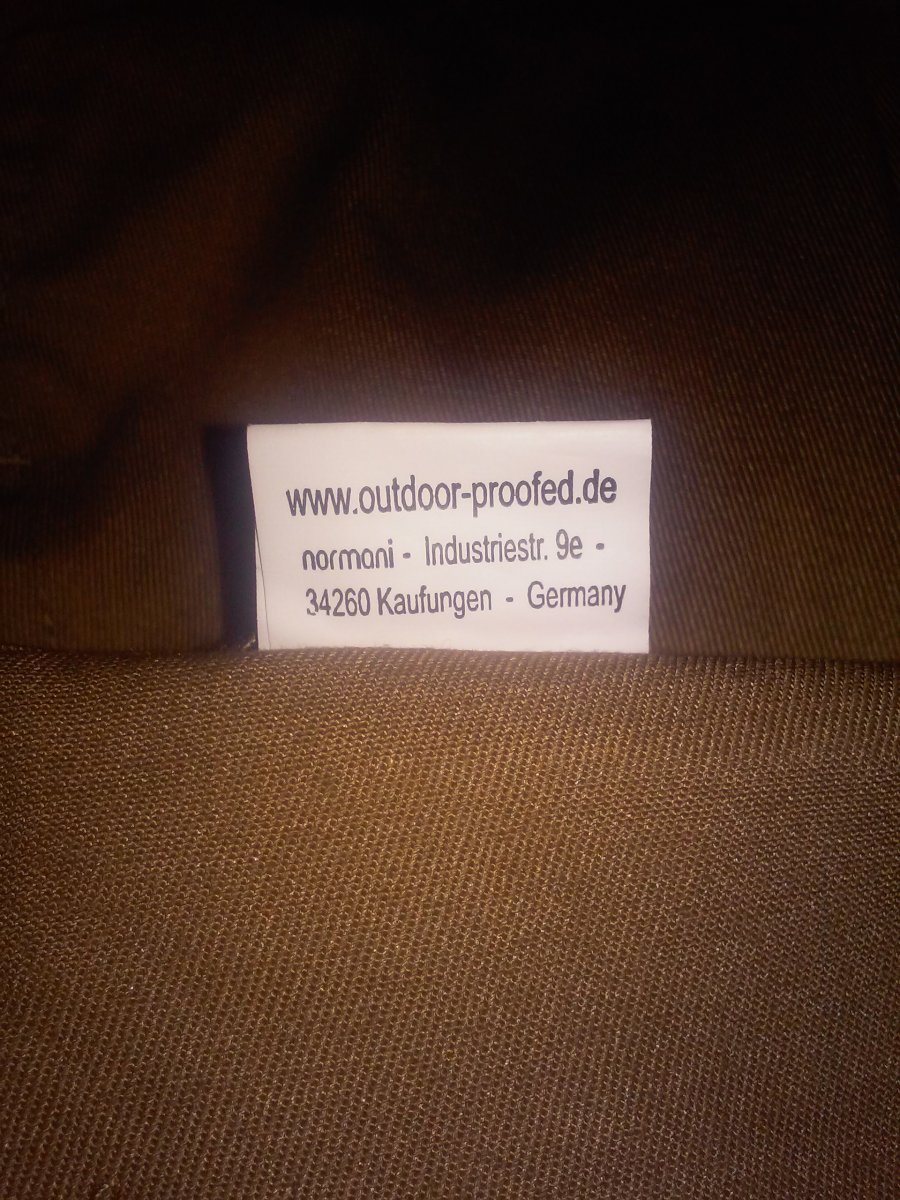 www.outdoor-proofed.de
normani - Industriestr. 9e -
34260 Kaufungen - Germany